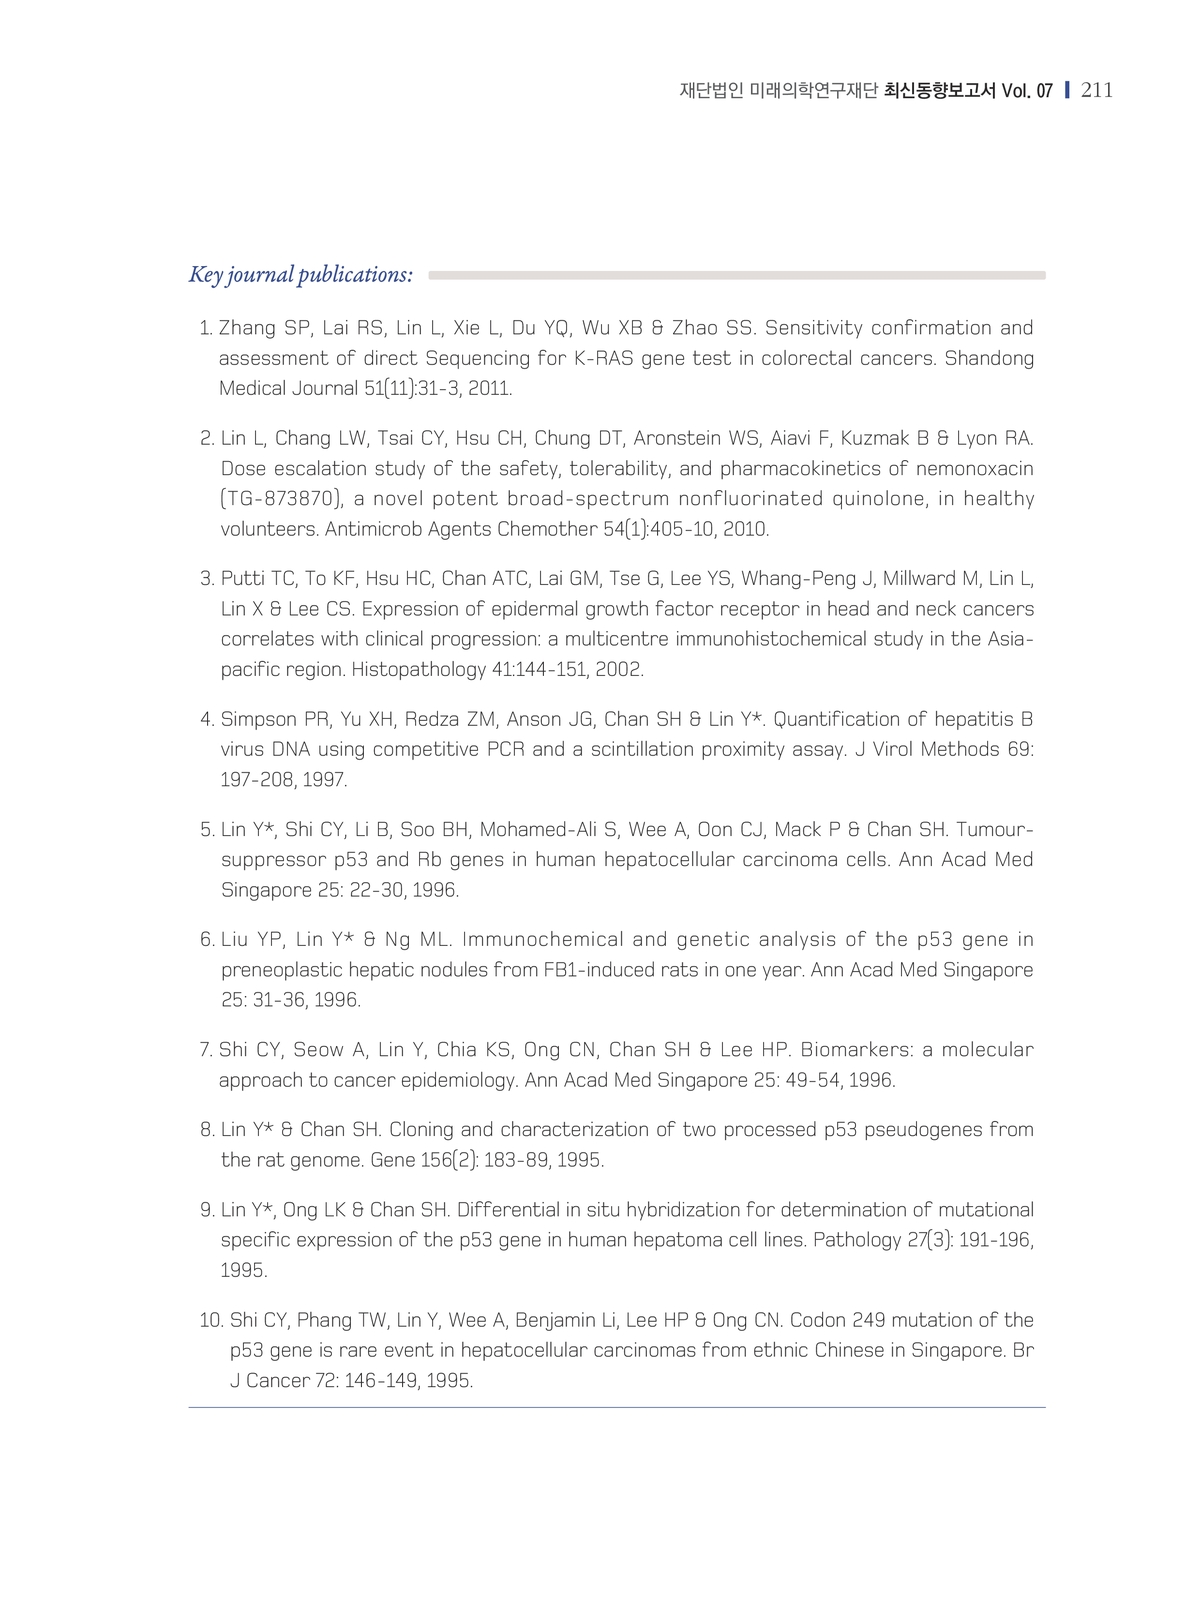 재단법인 미래의학연구재단 최신동향보고서 Vol. 07 211
Key journal publications:
1. Zhang SP, Lai RS, Lin L, Xie L, Du YQ, Wu XB & Zhao SS. Sensitivity confirmation and
assessment of direct Sequencing for K-RAS gene test in colorectal cancers. Shandong
Medical Journal 51(11):31-3, 2011.
2. Lin L, Chang LW, Tsai CY, Hsu CH, Chung DT, Aronstein WS, Aiavi F, Kuzmak B & Lyon RA.
Dose escalation study of the safety, tolerability, and pharmacokinetics of nemonoxacin
(TG-873870), a novel potent broad-spectrum nonfluorinated quinolone, in healthy
volunteers. Antimicrob Agents Chemother 54(1):405-10, 2010.
3. Putti TC, To KF, Hsu HC, Chan ATC, Lai GM, Tse G, Lee YS, Whang-Peng J, Millward M, Lin L,
Lin X & Lee CS. Expression of epidermal growth factor receptor in head and neck cancers
correlates with clinical progression: a multicentre immunohistochemical study in the Asia-
pacific region. Histopathology 41:144-151, 2002.
4. Simpson PR, Yu XH, Redza ZM, Anson JG, Chan SH & Lin Y*. Quantification of hepatitis B
virus DNA using competitive PCR and a scintillation proximity assay. J Virol Methods 69:
197-208, 1997.
5. Lin Y*, Shi CY, Li B, Soo BH, Mohamed-Ali S, Wee A, Oon CJ, Mack P & Chan SH. Tumour-
suppressor p53 and Rb genes in human hepatocellular carcinoma cells. Ann Acad Med
Singapore 25: 22-30, 1996.
6. Liu YP, Lin Y* & Ng ML. Immunochemical and genetic analysis of the p53 gene in
preneoplastic hepatic nodules from FB1-induced rats in one year. Ann Acad Med Singapore
25: 31-36, 1996.
7. Shi CY, Seow A, Lin Y, Chia KS, Ong CN, Chan SH & Lee HP. Biomarkers: a molecular
approach to cancer epidemiology. Ann Acad Med Singapore 25: 49-54, 1996.
8. Lin Y* & Chan SH. Cloning and characterization of two processed p53 pseudogenes from
the rat genome. Gene 156(2): 183-89, 1995.
9. Lin Y*, Ong LK & Chan SH. Differential in situ hybridization for determination of mutational
specific expression of the p53 gene in human hepatoma cell lines. Pathology 27(3): 191-196,
1995.
10. Shi CY, Phang TW, Lin Y, Wee A, Benjamin Li, Lee HP & Ong CN. Codon 249 mutation of the
p53 gene is rare event in hepatocellular carcinomas from ethnic Chinese in Singapore. Br
J Cancer 72: 146-149, 1995.